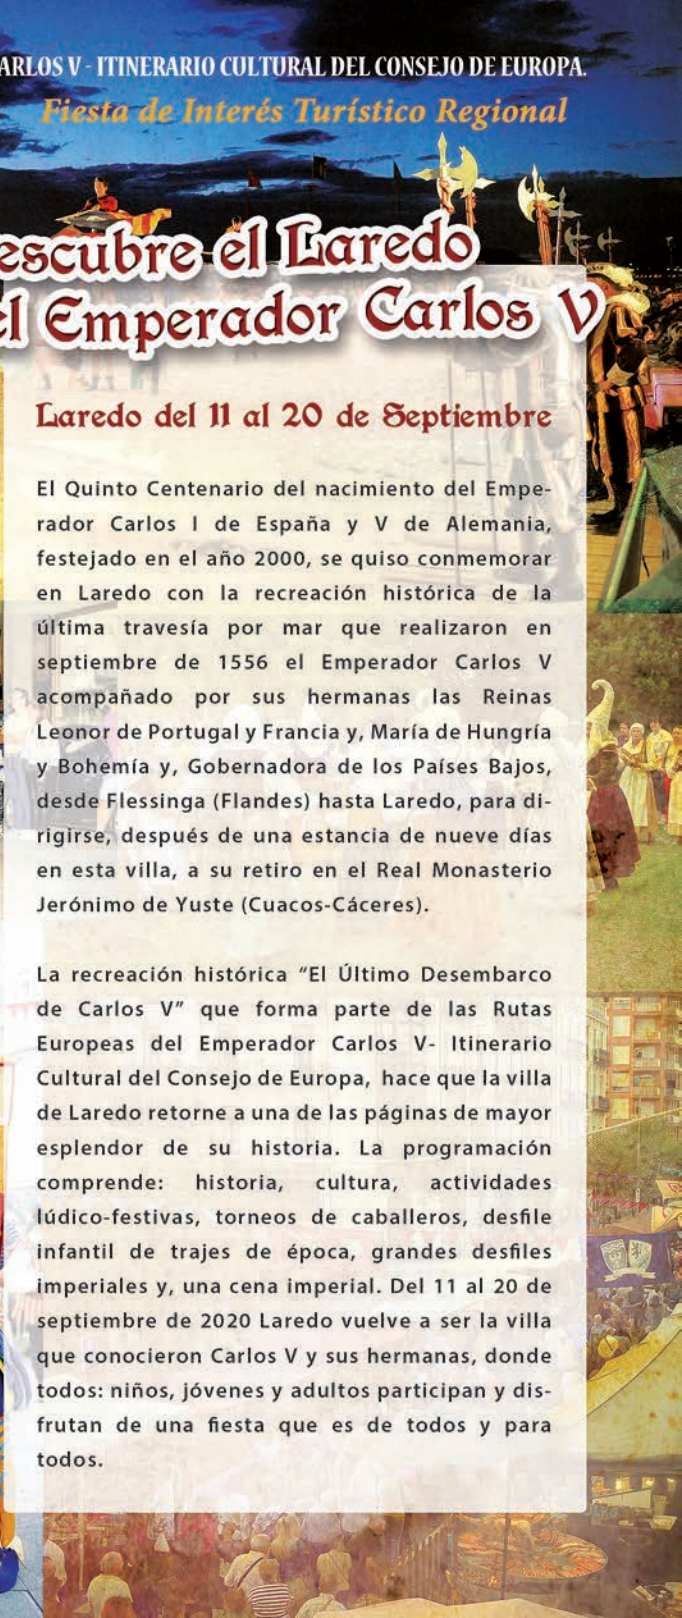 ARLOS V - ITINERARIO CULTURAL DEL CONSEJO DE EUROPA.
Fiesta de Interés Turístico Regional
escubre el Laredo
el Emperador Carlos V
Laredo del 11 al 20 de Septiembre
El Quinto Centenario del nacimiento del Empe-
rador Carlos I de España y V de Alemania,
festejado en el año 2000, se quiso conmemorar
en Laredo con la recreación histórica de la
última travesía por mar que realizaron en
septiembre de 1556 el Emperador Carlos V
acompañado por sus hermanas las Reinas
Leonor de Portugal y Francia y, María de Hungría
y Bohemía y, Gobernadora de los Países Bajos,
desde Flessinga (Flandes) hasta Laredo, para di-
rigirse, después de una estancia de nueve días
en esta villa, a su retiro en el Real Monasterio
Jerónimo de Yuste (Cuacos-Cáceres).
La recreación histórica “El Último Desembarco
de Carlos V” que forma parte de las Rutas
Europeas del Emperador Carlos V- Itinerario
Cultural del Consejo de Europa, hace que la villa
de Laredo retorne a una de las páginas de mayor
esplendor de su historia. La programación
comprende: historia, cultura, actividades
lúdico-festivas, torneos de caballeros, desfile
infantil de trajes de época, grandes desfiles
imperiales y, una cena imperial. Del 11 al 20 de
septiembre de 2020 Laredo vuelve a ser la villa
que conocieron Carlos V y sus hermanas, donde
todos: niños, jóvenes y adultos participan y dis-
frutan de una fiesta que es de todos y para
todos.